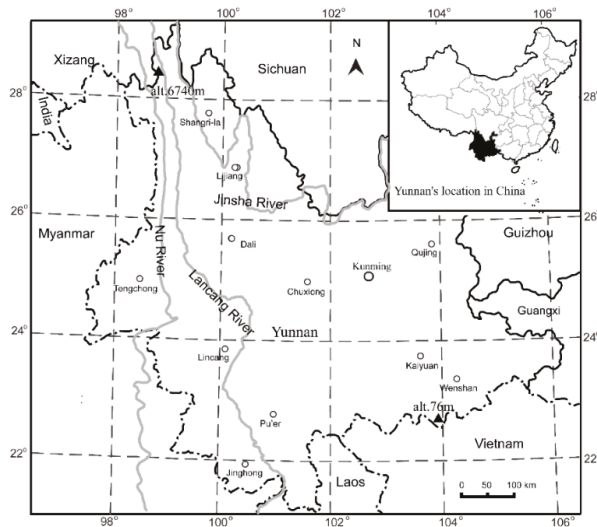 98°
100°
104°
106°
Xizang
Sichuan
N
alt.6740m
28°
28°
India
Shangri-la
Lijiang
Jinsha River
Yunnan's location in China
26°
26°
Myanmar
Nu River
Dali
Qujing
Guizhou
Kunming
Tengchong
Chuxiong
Lancang River
Guangxi
Yunnan
24°
24
Lincang
Kaiyuan
Wenshan
alt.76m
Pu'er
Vietnam
22°
22
Jinghong
Laos
0 50 100 km
98°
100°
102°
104°
106°